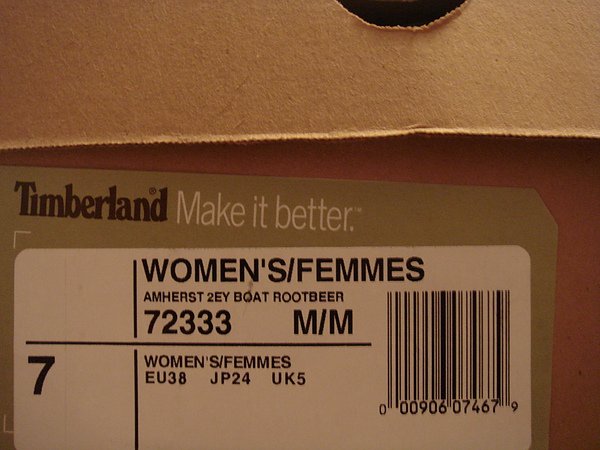 Timberland® Make it better.™
WOMEN'S/FEMMES
AMHERST 2EY BOAT ROOTBEER
72333 M/M
7
WOMEN'S/FEMMES
EU38 JP24 UK5
0 00906 07467 9